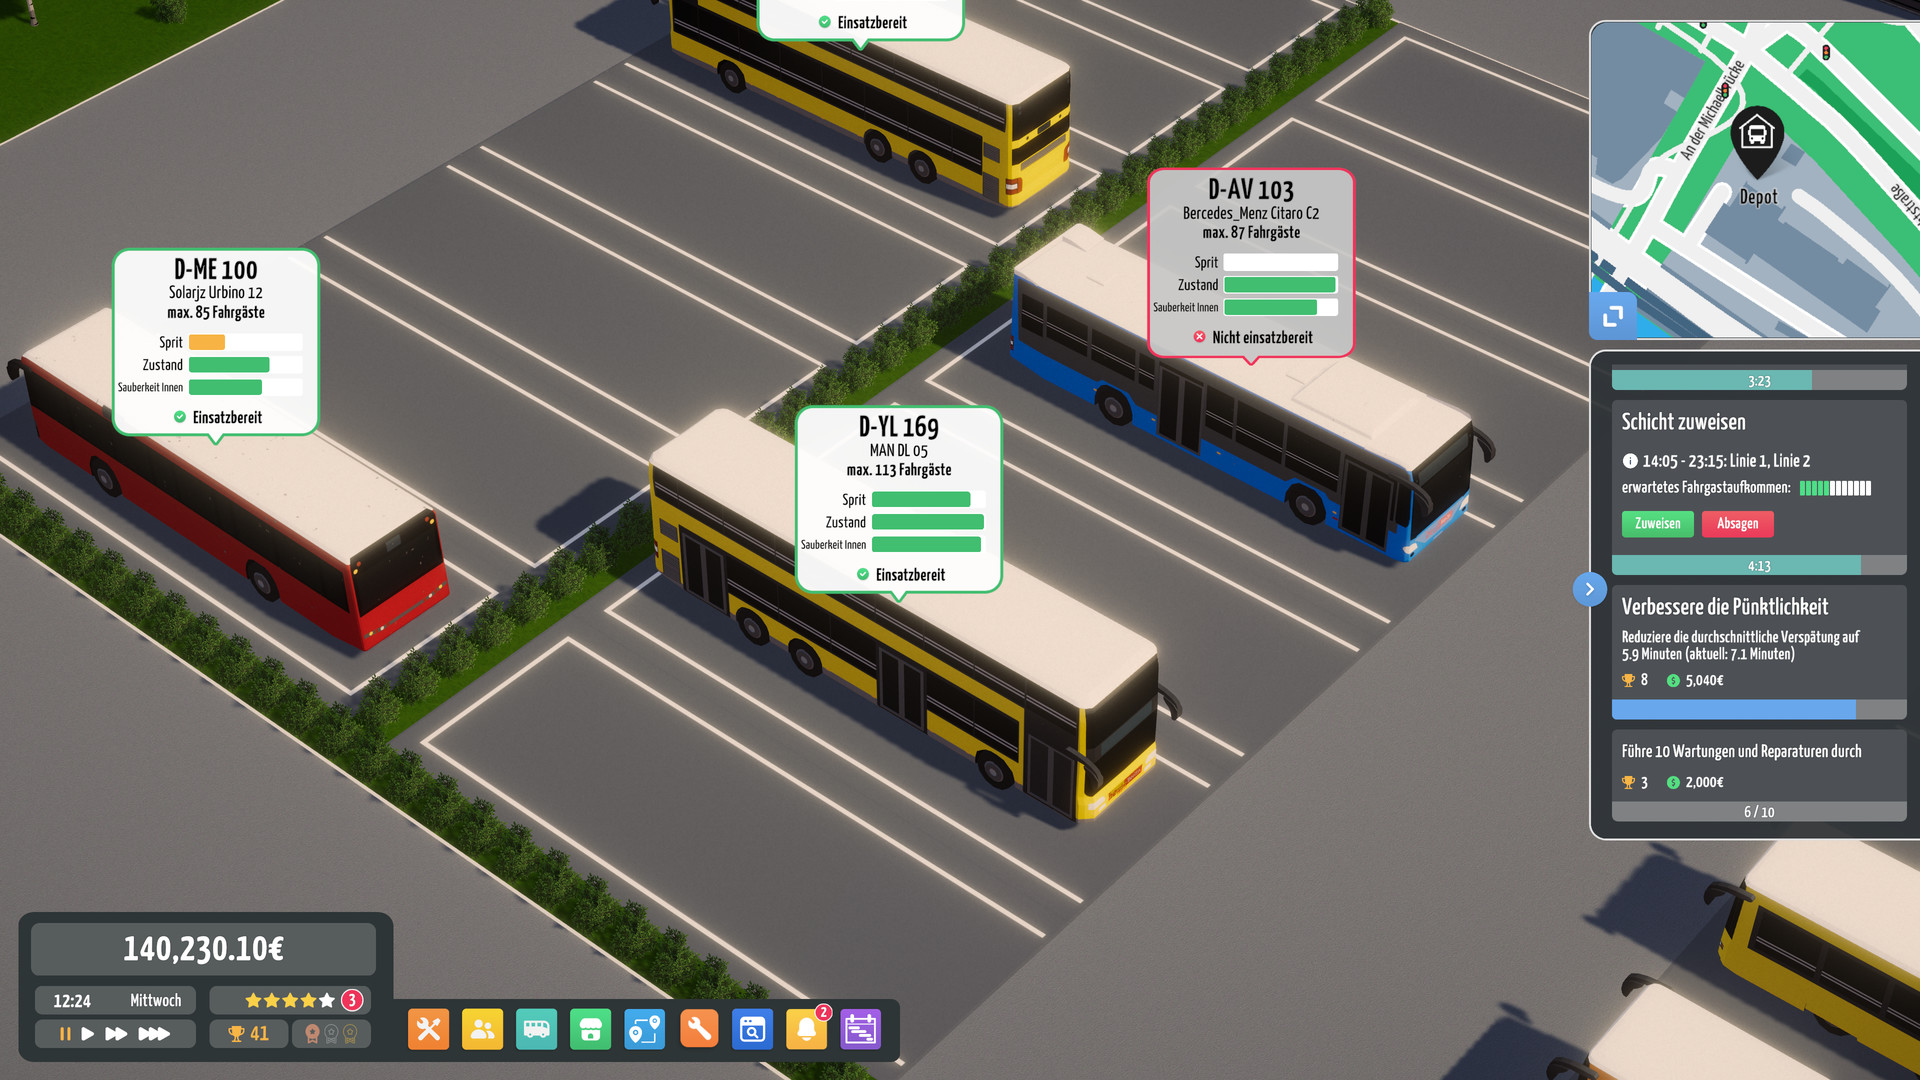 Einsatzbereit
D-ME 100
Solarjz Urbino 12
max. 85 Fahrgäste
Sprit
Zustand
Sauberkeit Innen
Einsatzbereit
D-YL 169
MAN DL 05
max. 113 Fahrgäste
Sprit
Zustand
Sauberkeit Innen
Einsatzbereit
D-AV 103
Bercedes_Menz Citaro C2
max. 87 Fahrgäste
Sprit
Zustand
Sauberkeit Innen
Nicht einsatzbereit
An der Michaelbrücke
Depot
3:23
Schicht zuweisen
14:05 - 23:15: Linie 1, Linie 2
erwartetes Fahrgastaufkommen:
Zuweisen
Absagen
4:13
Verbessere die Pünktlichkeit
Reduziere die durchschnittliche Verspätung auf
5.9 Minuten (aktuell: 7.1 Minuten)
8
5,040€
Führe 10 Wartungen und Reparaturen durch
3
2,000€
6 / 10
140,230.10€
12:24
Mittwoch
3
41
2